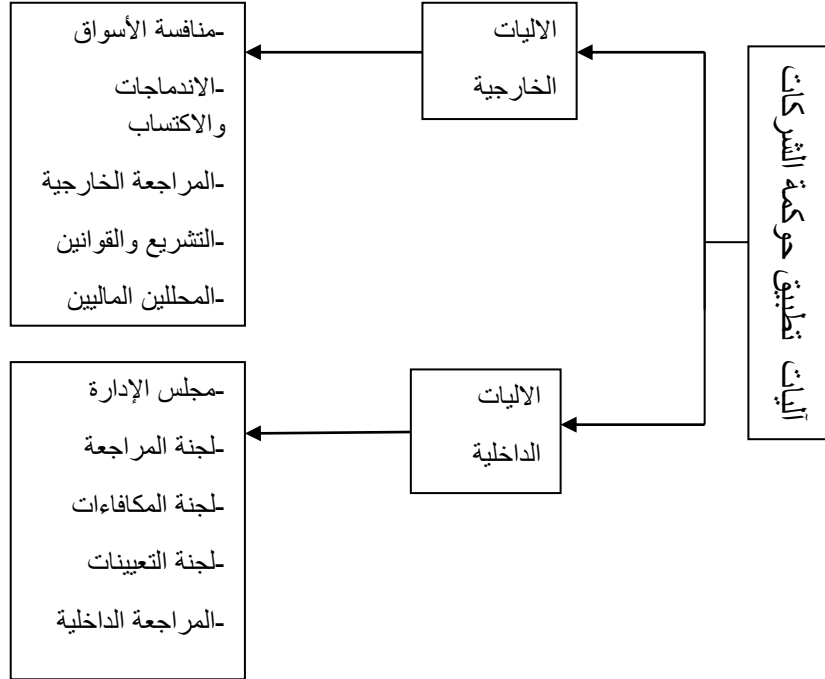 آليات تطبيق حوكمة الشركات
الاليات
الخارجية
-منافسة الأسواق
-الاندماجات
والاكتساب
-المراجعة الخارجية
-التشريع والقوانين
-المحللين الماليين
الاليات
الداخلية
-مجلس الإدارة
-لجنة المراجعة
-لجنة المكافاءات
-لجنة التعيينات
-المراجعة الداخلية